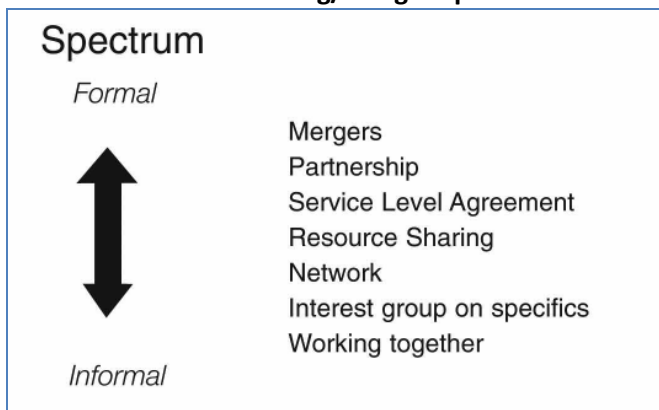 Spectrum
Formal
Mergers
Partnership
Service Level Agreement
Resource Sharing
Network
Interest group on specifics
Working together
Informal